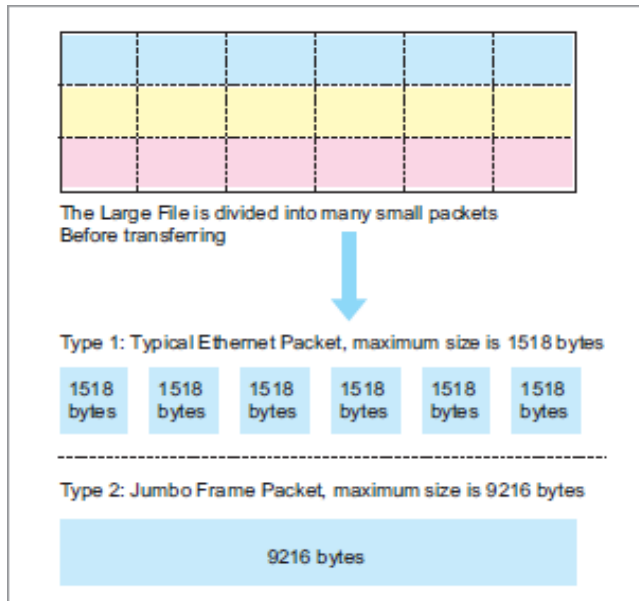 The Large File is divided into many small packets
Before transferring
Type 1: Typical Ethernet Packet, maximum size is 1518 bytes
1518 1518 1518 1518 1518 1518
bytes bytes bytes bytes bytes bytes
Type 2: Jumbo Frame Packet, maximum size is 9216 bytes
9216 bytes